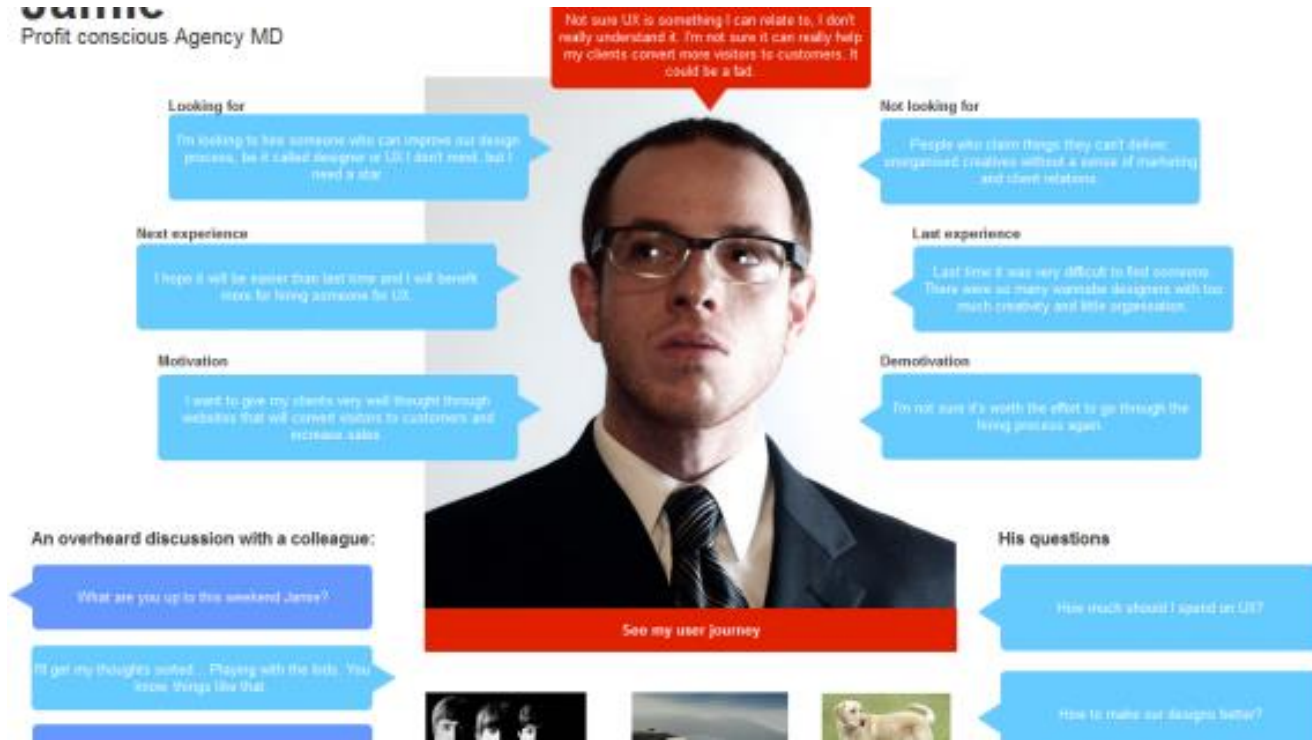 Jamie
Profit conscious Agency MD
Not sure UX is something I can relate to, I don't
really understand it. I'm not sure it can really help
my clients convert more visitors to customers. It
could be a fad.
Looking for
I'm looking to hire someone who can improve our design
process, be it called designer or UX I don't mind, but I
need a star.
Not looking for
People who claim things they can't deliver,
unorganised creatives without a sense of marketing
and client relations.
Next experience
I hope it will be easier than last time and I will benefit
more for hiring someone for UX.
Last experience
Last time it was very difficult to find someone.
There were so many wannabe designers with too
much creativity and little organisation.
Motivation
I want to give my clients very well thought through
websites that will convert visitors to customers and
increase sales.
Demotivation
I'm not sure it's worth the effort to go through the
hiring process again.
An overheard discussion with a colleague:
What are you up to this weekend Jamie?
I'll get my thoughts sorted... Playing with the kids. You
know, things like that.
See my user journey
His questions
How much should I spend on UX?
How to make our designs better?